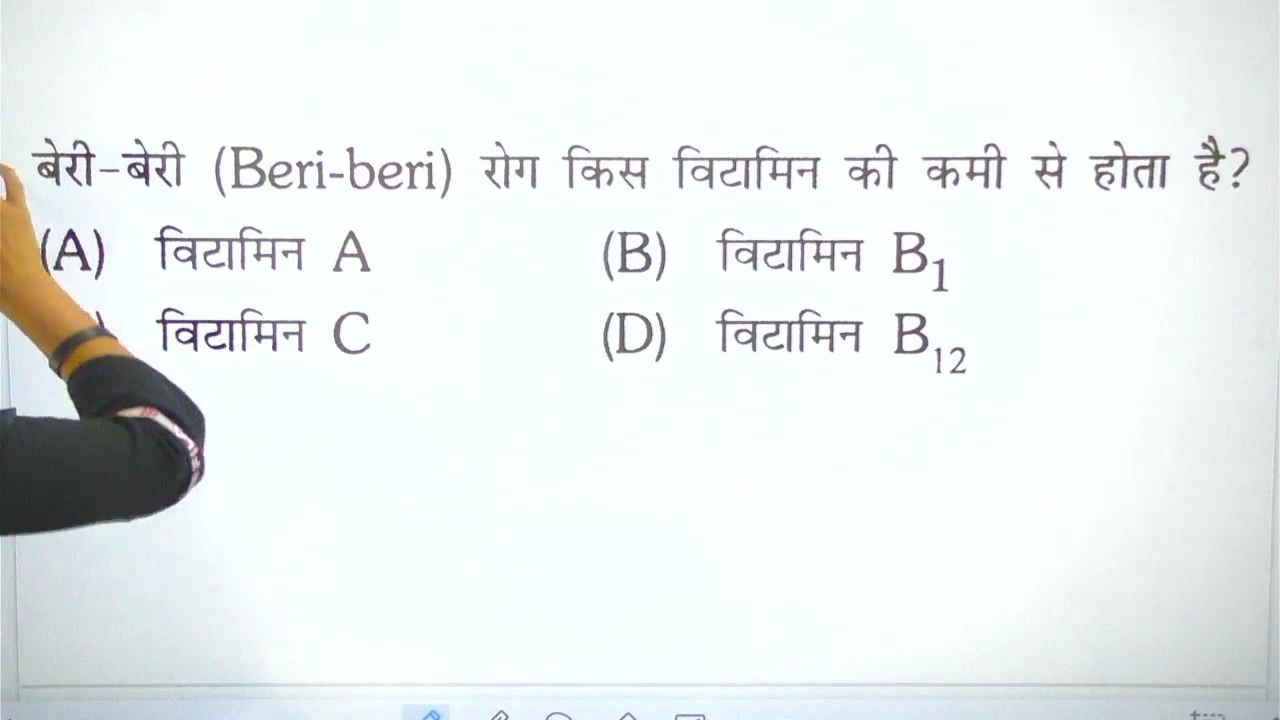 बेरी-बेरी (Beri-beri) रोग किस विटामिन की कमी से होता है?
(A) विटामिन A (B) विटामिन B₁
विटामिन C (D) विटामिन B₁₂